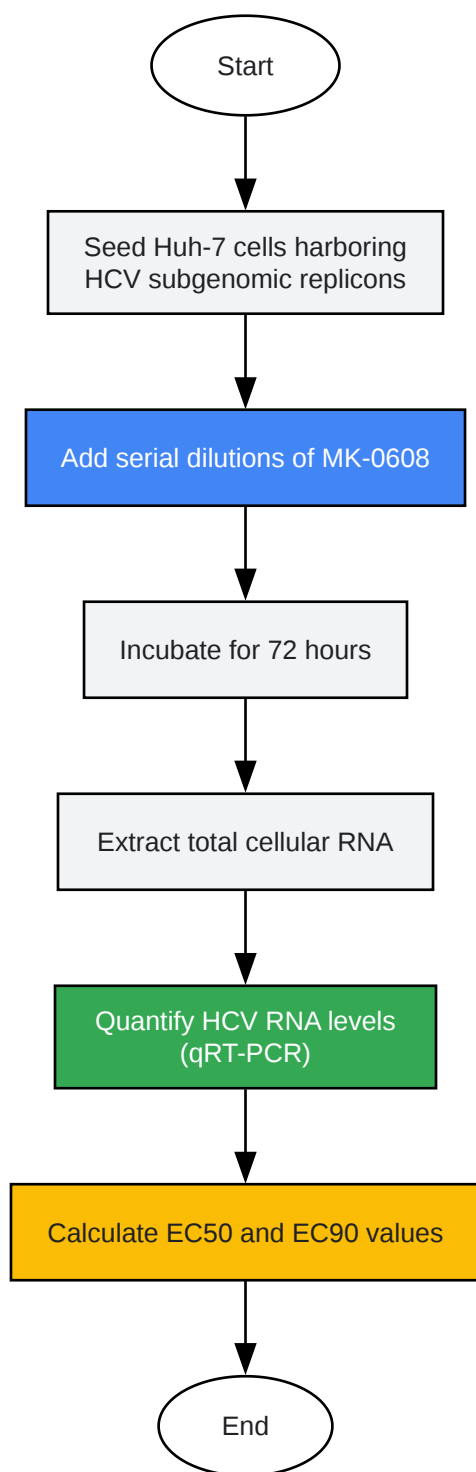 Start
Seed Huh-7 cells harboring
HCV subgenomic replicons
Add serial dilutions of MK-0608
Incubate for 72 hours
Extract total cellular RNA
Quantify HCV RNA levels
(qRT-PCR)
Calculate EC50 and EC90 values
End